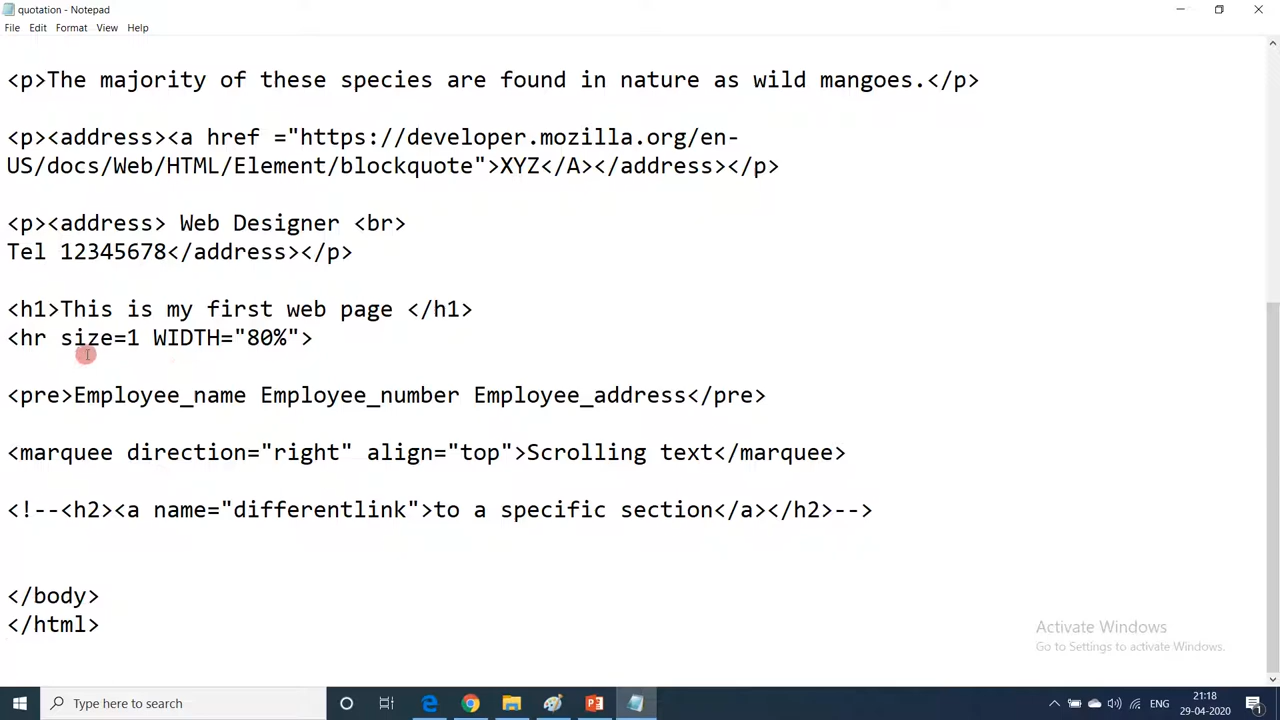 quotation - Notepad
File Edit Format View Help
<p>The majority of these species are found in nature as wild mangoes.</p>
<p><address><a href ="https://developer.mozilla.org/en-
US/docs/Web/HTML/Element/blockquote">XYZ</A></address></p>
<p><address> Web Designer <br>
Tel 12345678</address></p>
<h1>This is my first web page </h1>
<hr size=1 WIDTH="80%">
<pre>Employee_name Employee_number Employee_address</pre>
<marquee direction="right" align="top">Scrolling text</marquee>
<!--<h2><a name="differentlink">to a specific section</a></h2>-->
</body>
</html>
Activate Windows
Go to Settings to activate Windows.
Type here to search
ENG
21:18
29-04-2020
1